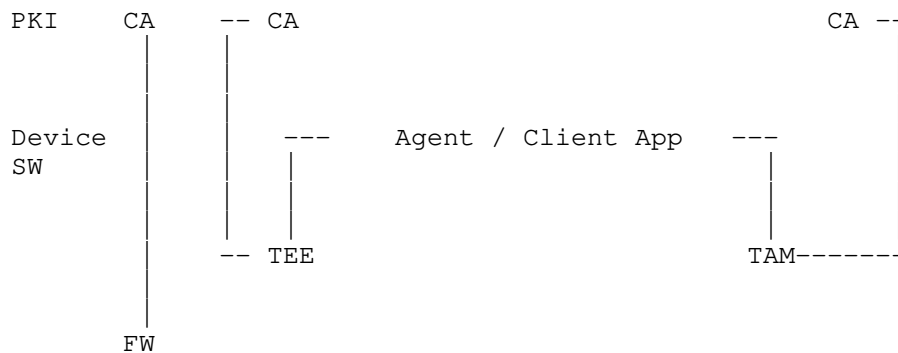 PKI CA -- CA CA --
Device --- Agent / Client App ---
SW
-- TEE TAM-------
FW